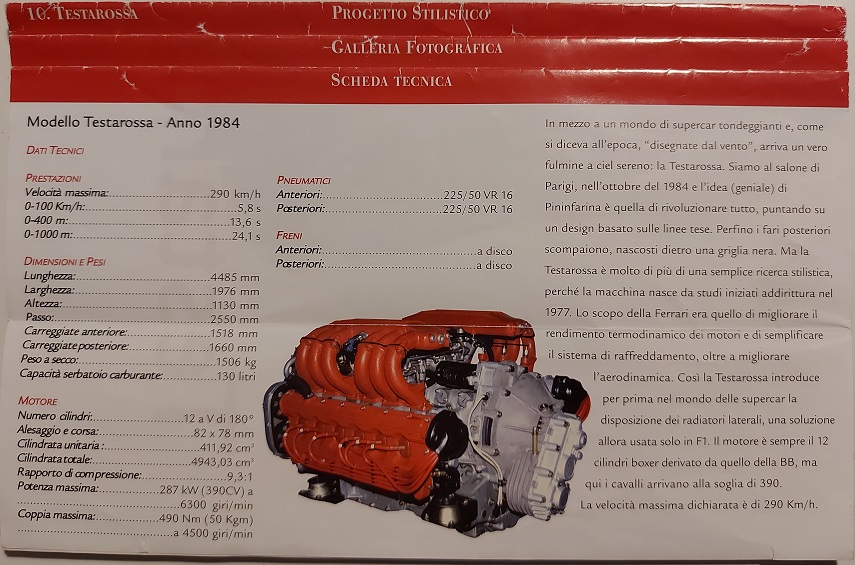 10. TESTAROSSA
PROGETTO STILISTICO
GALLERIA FOTOGRAFICA
SCHEDA TECNICA
Modello Testarossa - Anno 1984
DATI TECNICI
PRESTAZIONI
Velocità massima:...............................290 km/h
0-100 Km/h:...............................5,8 s
0-400 m:...............................13,6 s
0-1000 m:...............................24,1 s
DIMENSIONI E PESI
Lunghezza:...............................4485 mm
Larghezza:...............................1976 mm
Altezza:...............................1130 mm
Passo:...............................2550 mm
Carreggiate anteriore:...............................1518 mm
Carreggiate posteriore:...............................1660 mm
Peso a secco:...............................1506 kg
Capacità serbatoio carburante:...............................130 litri
MOTORE
Numero cilindri:...............................12 a V di 180°
Alesaggio e corsa:...............................82 x 78 mm
Cilindrata unitaria :...............................411,92 cm³
Cilindrata totale:...............................4943,03 cm³
Rapporto di compressione:...............................9,3:1
Potenza massima:...............................287 kW (390CV) a
...............................6300 giri/min
Coppia massima:...............................490 Nm (50 Kgm)
...............................a 4500 giri/min
PNEUMATICI
Anteriori:...............................225/50 VR 16
Posteriori:...............................225/50 VR 16
FRENI
Anteriori:...............................a disco
Posteriori:...............................a disco
In mezzo a un mondo di supercar tondeggianti e, come
si diceva all'epoca, "disegnate dal vento", arriva un vero
fulmine a ciel sereno: la Testarossa. Siamo al salone di
Parigi, nell'ottobre del 1984 e l'idea (geniale) di
Pininfarina è quella di rivoluzionare tutto, puntando su
un design basato sulle linee tese. Perfino i fari posteriori
scompaiono, nascosti dietro una griglia nera. Ma la
Testarossa è molto di più di una semplice ricerca stilistica,
perché la macchina nasce da studi iniziati addirittura nel
1977. Lo scopo della Ferrari era quello di migliorare il
rendimento termodinamico dei motori e di semplificare
il sistema di raffreddamento, oltre a migliorare
l'aerodinamica. Così la Testarossa introduce
per prima nel mondo delle supercar la
disposizione dei radiatori laterali, una soluzione
allora usata solo in F1. Il motore è sempre il 12
cilindri boxer derivato da quello della BB, ma
qui i cavalli arrivano alla soglia di 390.
La velocità massima dichiarata è di 290 Km/h.